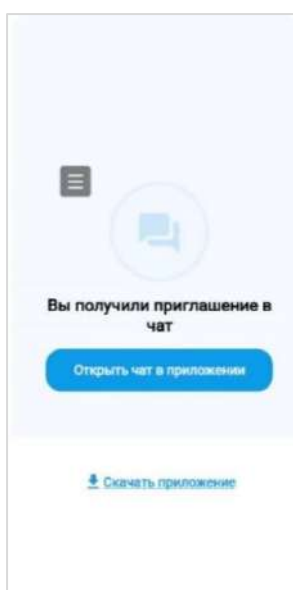 Вы получили приглашение в
чат
Открыть чат в приложении
Скачать приложение